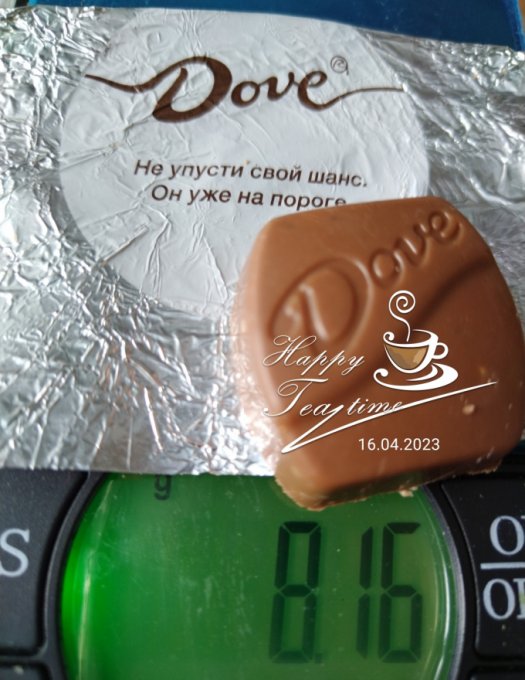 Dove®
Не упусти свой шанс.
Он уже на пороге
Dove
Happy
Tea time
16.04.2023
g
8.16
S